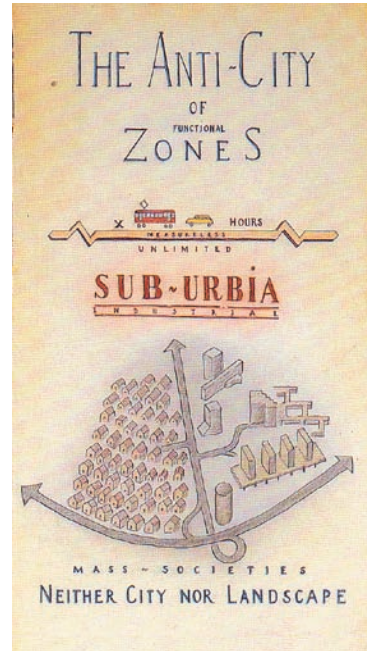 THE ANTI-CITY
OF
FUNCTIONAL
ZONES
X HOURS
MEASURELESS
UNLIMITED
SUB-URBiA
INDUSTRIAL
MASS-SOCIETIES
NEITHER CITY NOR LANDSCAPE